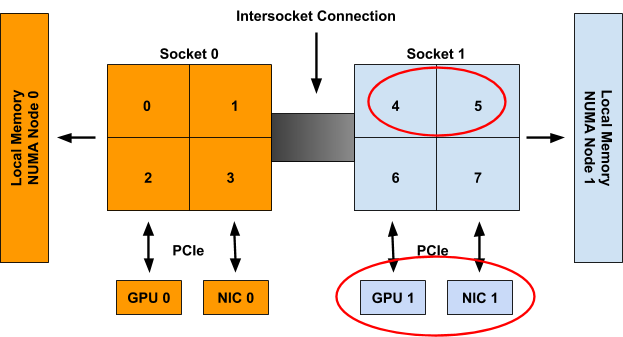 Intersocket Connection
Socket 0
Socket 1
Local Memory
NUMA Node 0
0
1
4
5
Local Memory
NUMA Node 1
2
3
6
7
PCIe
PCIe
GPU 0
NIC 0
GPU 1
NIC 1